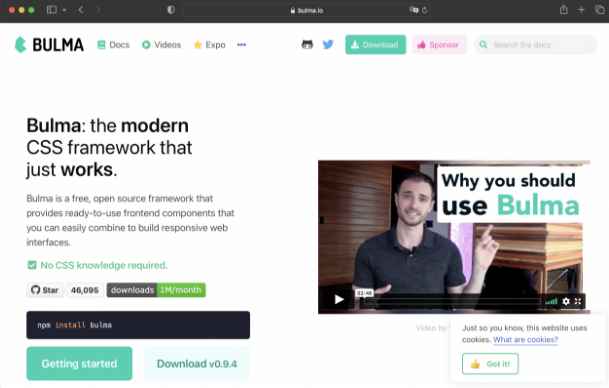 bulma.io
BULMA
Docs
Videos
Expo
Download
Sponsor
Search the docs
Bulma: the modern
CSS framework that
just works.
Bulma is a free, open source framework that
provides ready-to-use frontend components that
you can easily combine to build responsive web
interfaces.
No CSS knowledge required.
Star
46,095
downloads
1M/month
npm install bulma
Getting started
Download v0.9.4
Why you should
use Bulma
02:48
Video by
Just so you know, this website uses
cookies. What are cookies?
Got it!